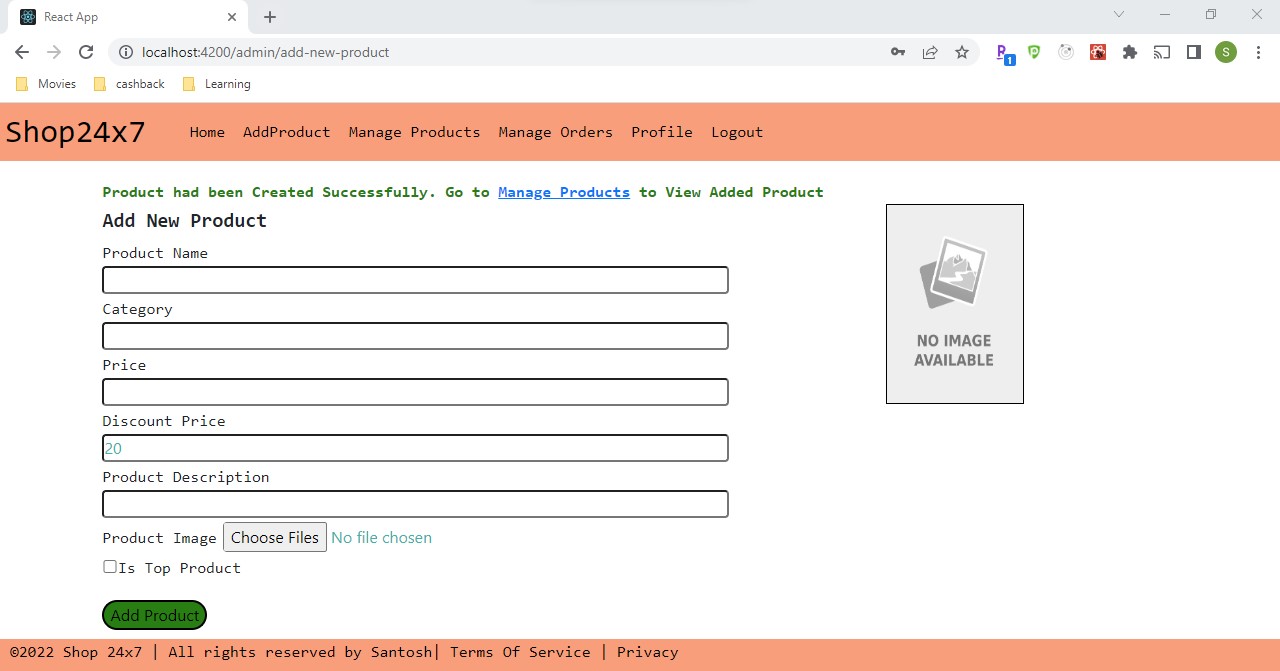 React App
localhost:4200/admin/add-new-product
1
S
Movies cashback Learning
Shop24x7 Home AddProduct Manage Products Manage Orders Profile Logout
Product had been Created Successfully. Go to Manage Products to View Added Product
Add New Product
Product Name
Category
Price
Discount Price
20
Product Description
Product Image Choose Files No file chosen
Is Top Product
Add Product
NO IMAGE
AVAILABLE
©2022 Shop 24x7 | All rights reserved by Santosh| Terms Of Service | Privacy